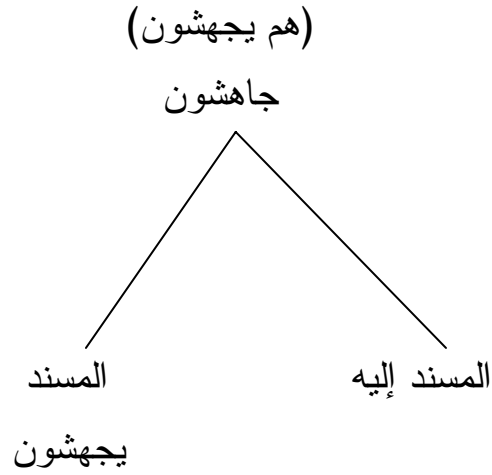 (هم يجهشون)
جاهشون
المسند إليه
المسند
يجهشون